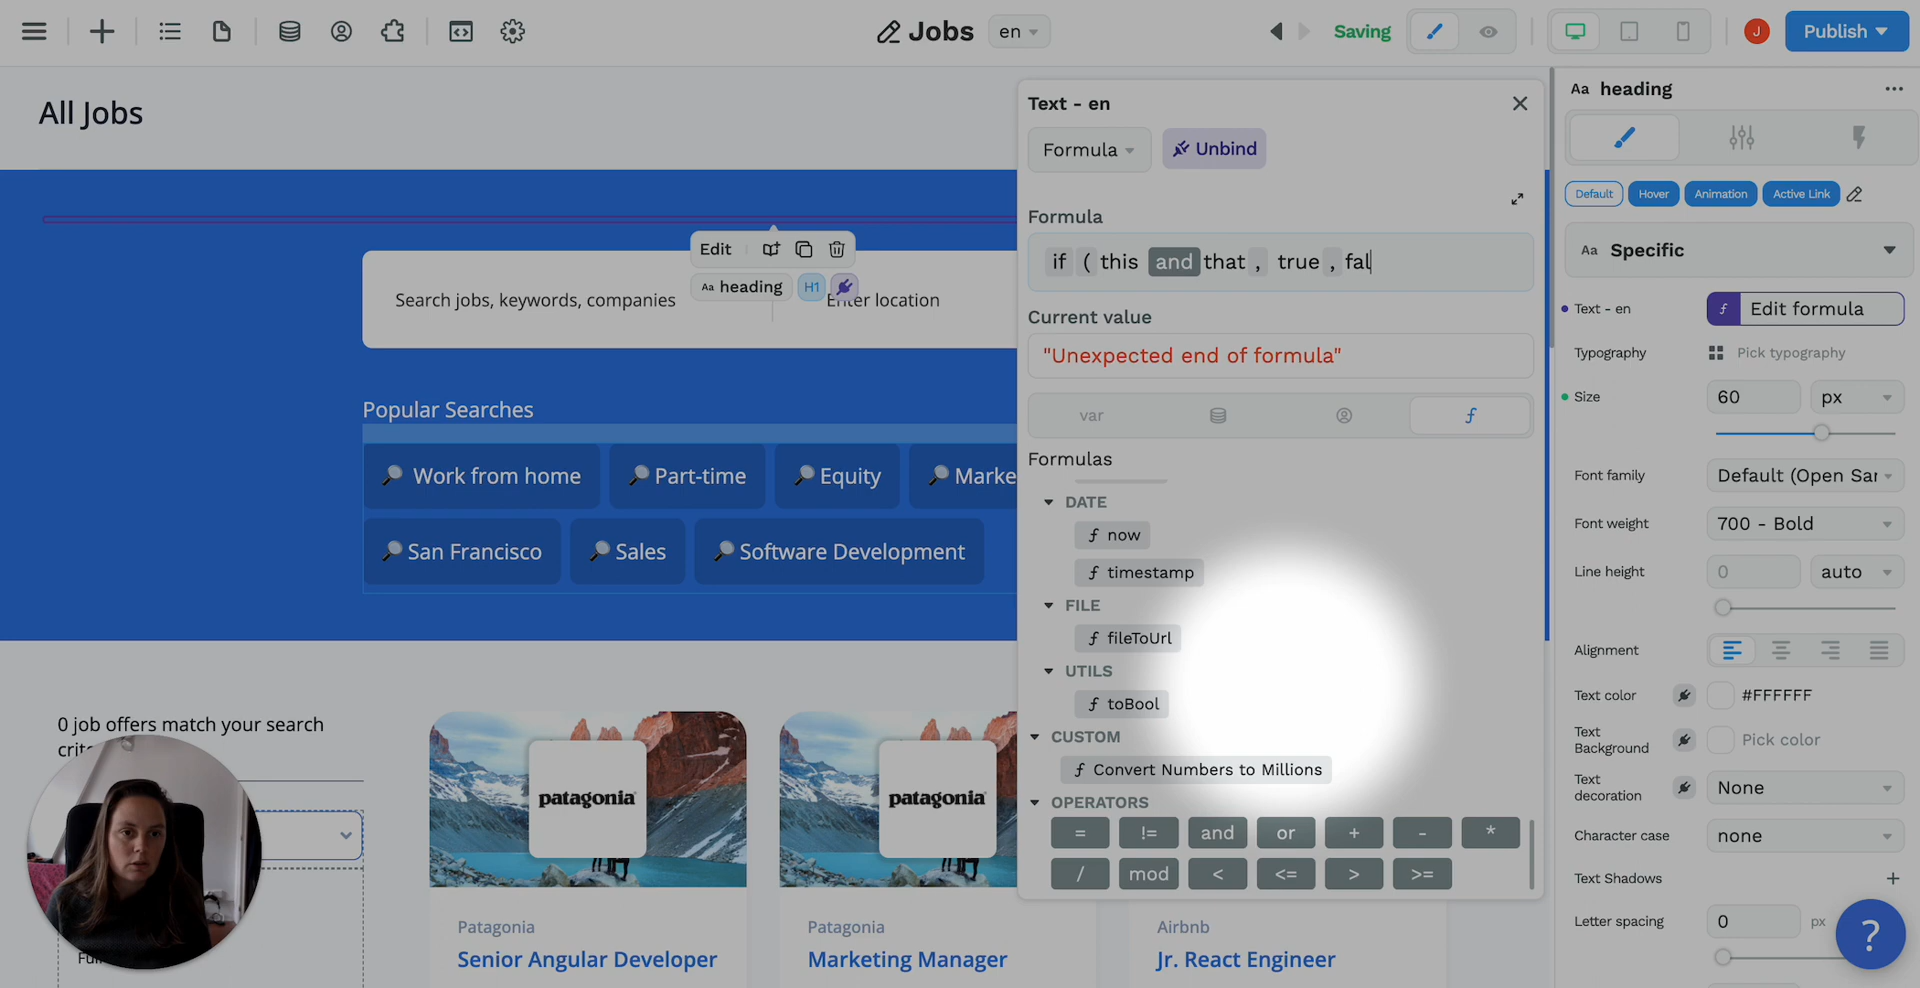 Jobs
en
Saving
J
Publish
All Jobs
Edit
Aa heading
H1
Search jobs, keywords, companies
Enter location
Popular Searches
Work from home
Part-time
Equity
Marke
San Francisco
Sales
Software Development
0 job offers match your search
crite
Ful
patagonia
patagonia
Patagonia
Senior Angular Developer
Patagonia
Marketing Manager
Airbnb
Jr. React Engineer
Text - en
Formula
Unbind
Formula
if ( this and that , true , fal
Current value
"Unexpected end of formula"
var
f
Formulas
DATE
f now
f timestamp
FILE
f fileToUrl
UTILS
f toBool
CUSTOM
f Convert Numbers to Millions
OPERATORS
= != and or + - *
/ mod < <= > >=
Aa heading
Default
Hover
Animation
Active Link
Aa Specific
Text - en
f Edit formula
Typography
Pick typography
Size
60
px
Font family
Default (Open Sar
Font weight
700 - Bold
Line height
0
auto
Alignment
Text color
#FFFFFF
Text
Background
Pick color
Text
decoration
None
Character case
none
Text Shadows
Letter spacing
0
px
?